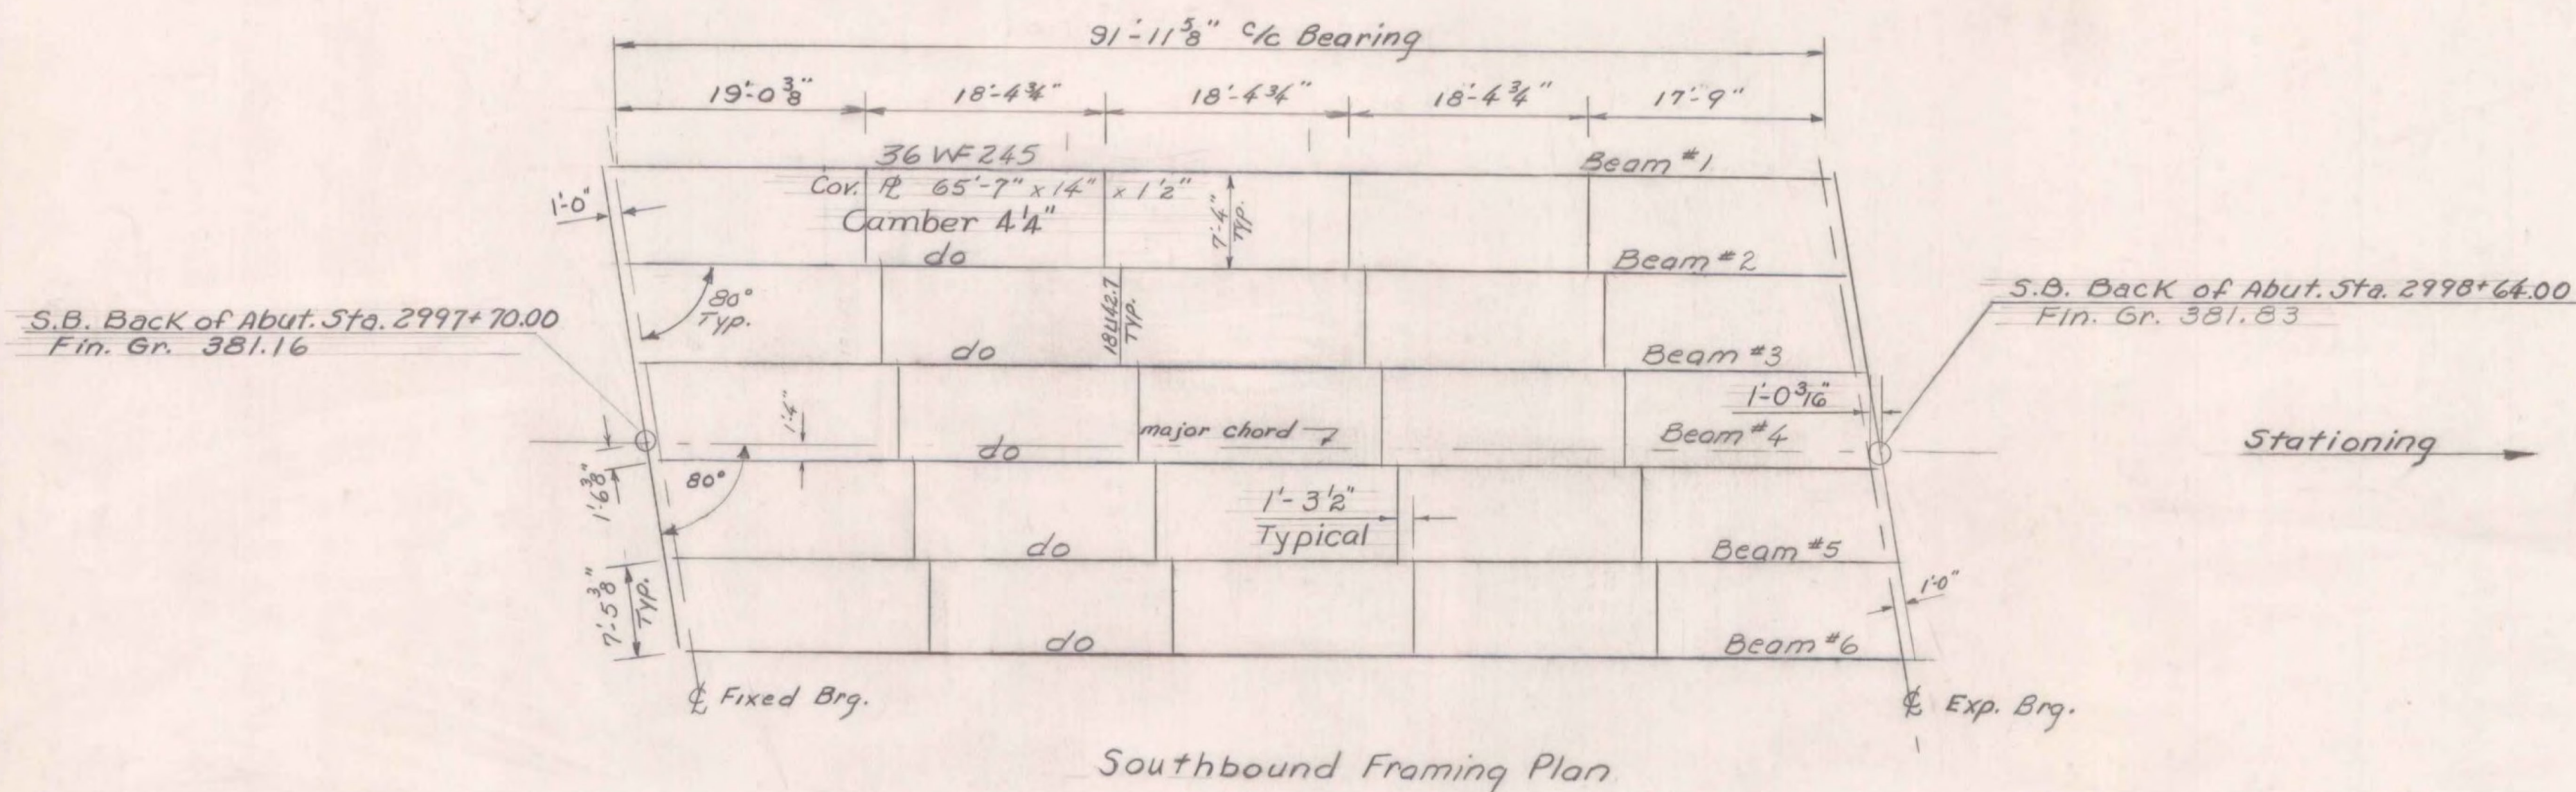 91'-11 5/8" c/c Bearing
19'-0 3/8"
18'-4 3/4"
18'-4 3/4"
18'-4 3/4"
17'-9"
36 WF 245
Beam #1
Cov. ℞ 65'-7" x 14" x 1 1/2"
1'-0"
Camber 4 1/4"
7'-4"
Typ.
do
Beam #2
80°
Typ.
18⊔42.7
Typ.
S.B. Back of Abut. Sta. 2997+70.00
Fin. Gr. 381.16
S.B. Back of Abut. Sta. 2998+64.00
Fin. Gr. 381.83
do
Beam #3
1'-0 3/16"
1'-4"
major chord
do
Beam #4
Stationing
80°
1'-6 3/8"
1'-3 1/2"
Typical
do
Beam #5
7'-5 3/8"
Typ.
1'-0"
do
Beam #6
℄ Fixed Brg.
℄ Exp. Brg.
Southbound Framing Plan